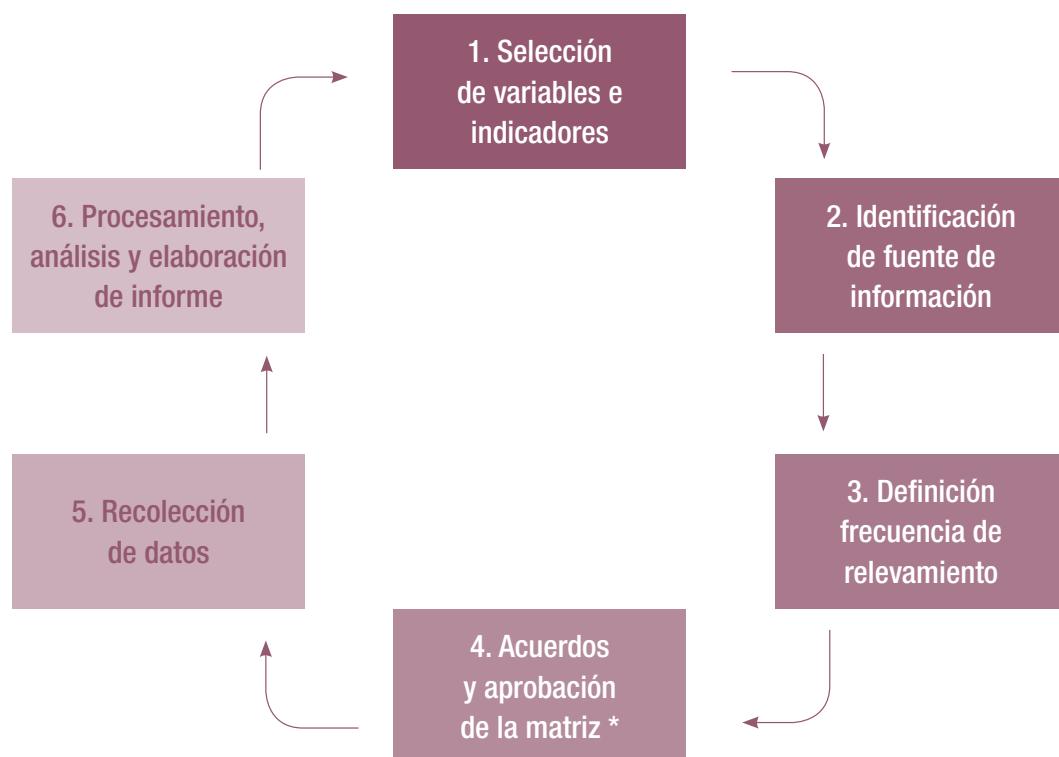 1. Selección
de variables e
indicadores
2. Identificación
de fuente de
información
3. Definición
frecuencia de
relevamiento
4. Acuerdos
y aprobación
de la matriz *
5. Recolección
de datos
6. Procesamiento,
análisis y elaboración
de informe